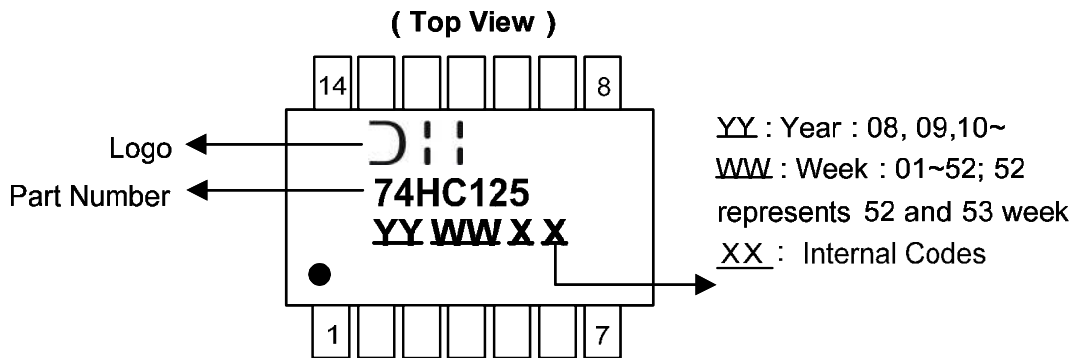 ( Top View )
14
8
Logo
Part Number
74HC125
YY WW X X
1
7
YY : Year : 08, 09,10~
WW : Week : 01~52; 52
represents 52 and 53 week
XX : Internal Codes